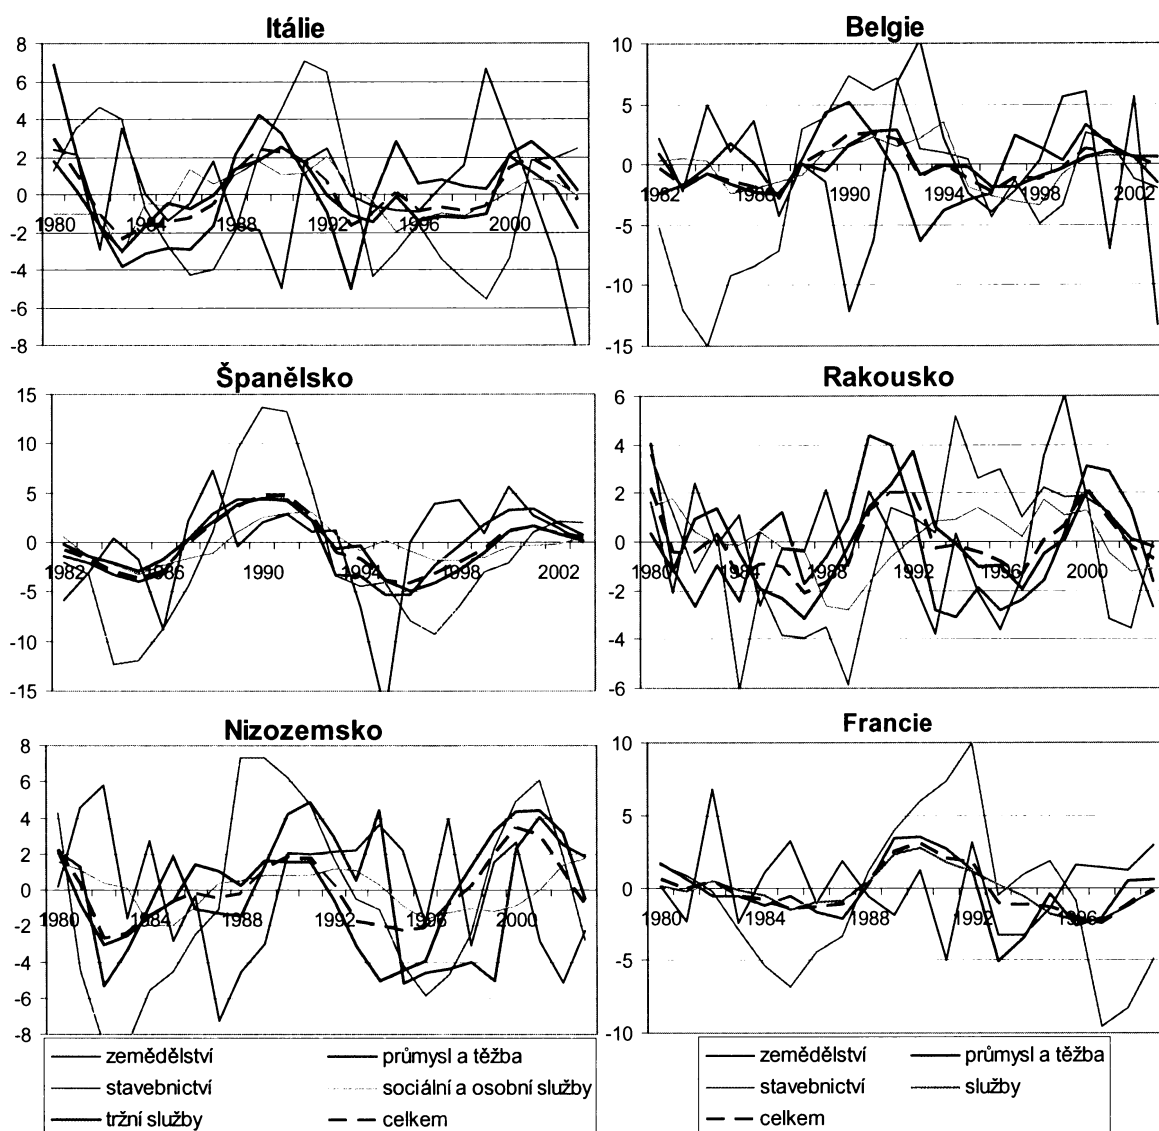 Itálie
8
6
4
2
0
-2
-4
-6
-8
1980 1984 1988 1992 1996 2000
Belgie
10
5
0
-5
-10
-15
1982 1986 1990 1994 1998 2002
Španělsko
15
10
5
0
-5
-10
-15
1982 1986 1990 1994 1998 2002
Rakousko
6
4
2
0
-2
-4
-6
1980 1984 1988 1992 1996 2000
Nizozemsko
8
6
4
2
0
-2
-4
-6
-8
1980 1984 1988 1992 1996 2000
zemědělství průmysl a těžba
stavebnictví sociální a osobní služby
tržní služby celkem
Francie
10
5
0
-5
-10
1980 1984 1988 1992 1996
zemědělství průmysl a těžba
stavebnictví služby
celkem